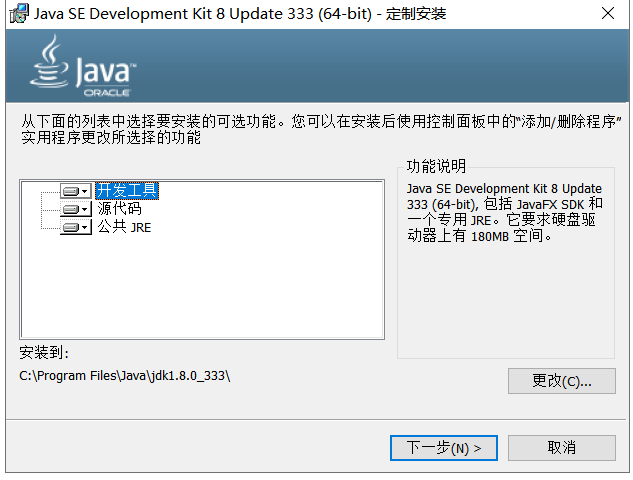 Java SE Development Kit 8 Update 333 (64-bit) - 定制安装
Java™
ORACLE
从下面的列表中选择要安装的可选功能。您可以在安装后使用控制面板中的“添加/删除程序”
实用程序更改所选择的功能
功能说明
开发工具
源代码
公共 JRE
Java SE Development Kit 8 Update
333 (64-bit), 包括 JavaFX SDK 和
一个专用 JRE。它要求硬盘驱
动器上有 180MB 空间。
安装到:
C:\Program Files\Java\jdk1.8.0_333\
更改(C)...
下一步(N) >
取消